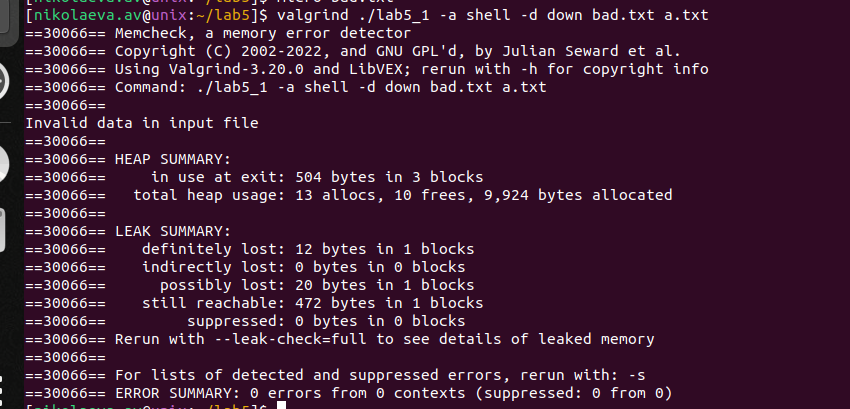 [nikolaeva.av@unix:~/lab5]$ valgrind ./lab5_1 -a shell -d down bad.txt a.txt
==30066== Memcheck, a memory error detector
==30066== Copyright (C) 2002-2022, and GNU GPL'd, by Julian Seward et al.
==30066== Using Valgrind-3.20.0 and LibVEX; rerun with -h for copyright info
==30066== Command: ./lab5_1 -a shell -d down bad.txt a.txt
==30066==
Invalid data in input file
==30066==
==30066== HEAP SUMMARY:
==30066==     in use at exit: 504 bytes in 3 blocks
==30066==   total heap usage: 13 allocs, 10 frees, 9,924 bytes allocated
==30066==
==30066== LEAK SUMMARY:
==30066==    definitely lost: 12 bytes in 1 blocks
==30066==    indirectly lost: 0 bytes in 0 blocks
==30066==      possibly lost: 20 bytes in 1 blocks
==30066==    still reachable: 472 bytes in 1 blocks
==30066==         suppressed: 0 bytes in 0 blocks
==30066== Rerun with --leak-check=full to see details of leaked memory
==30066==
==30066== For lists of detected and suppressed errors, rerun with: -s
==30066== ERROR SUMMARY: 0 errors from 0 contexts (suppressed: 0 from 0)
[nikolaeva.av@unix:~/lab5]$